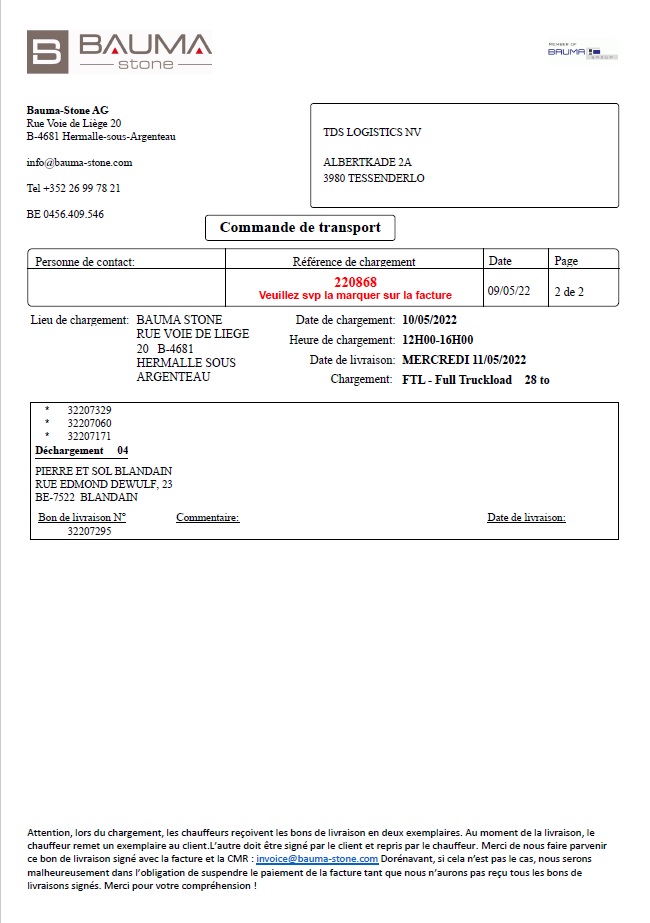 B BAUMA
stone
MEMBER OF
BAUMA
GROUP
Bauma-Stone AG
Rue Voie de Liège 20
B-4681 Hermalle-sous-Argenteau
info@bauma-stone.com
Tel +352 26 99 78 21
BE 0456.409.546
TDS LOGISTICS NV
ALBERTKADE 2A
3980 TESSENDERLO
Commande de transport
Personne de contact: Référence de chargement Date Page
220868
Veuillez svp la marquer sur la facture 09/05/22 2 de 2
Lieu de chargement: BAUMA STONE Date de chargement: 10/05/2022
RUE VOIE DE LIEGE
20 B-4681 Heure de chargement: 12H00-16H00
HERMALLE SOUS Date de livraison: MERCREDI 11/05/2022
ARGENTEAU Chargement: FTL - Full Truckload 28 to
* 32207329
* 32207060
* 32207171
Déchargement 04
PIERRE ET SOL BLANDAIN
RUE EDMOND DEWULF, 23
BE-7522 BLANDAIN
Bon de livraison N° Commentaire: Date de livraison:
32207295
Attention, lors du chargement, les chauffeurs reçoivent les bons de livraison en deux exemplaires. Au moment de la livraison, le
chauffeur remet un exemplaire au client.L'autre doit être signé par le client et repris par le chauffeur. Merci de nous faire parvenir
ce bon de livraison signé avec la facture et la CMR : invoice@bauma-stone.com Dorénavant, si cela n'est pas le cas, nous serons
malheureusement dans l'obligation de suspendre le paiement de la facture tant que nous n'aurons pas reçu tous les bons de
livraisons signés. Merci pour votre compréhension !